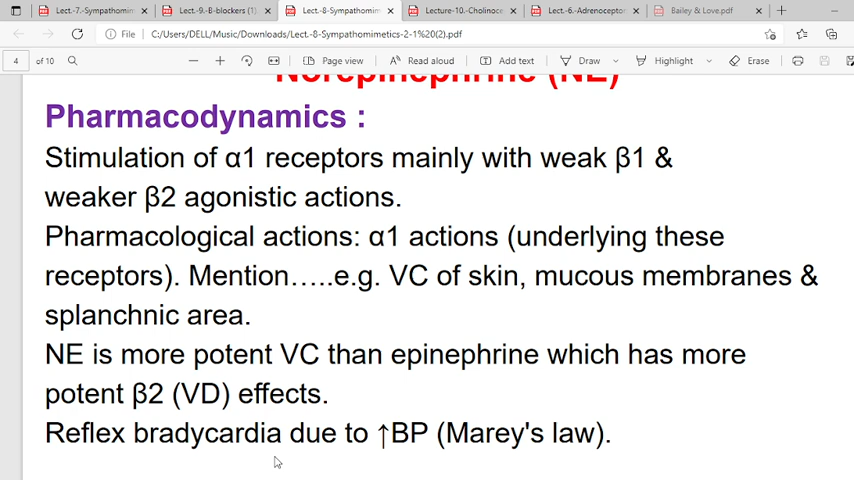 Lect.-7.-Sympathomim
Lect.-9.-B-blockers (1)
Lect.-8-Sympathomim
Lecture-10.-Cholinoce
Lect.-6.-Adrenoceptor
Bailey & Love.pdf
File
C:/Users/DELL/Music/Downloads/Lect.-8-Sympathomimetics-2-1%20(2).pdf
4 of 10
Page view
Read aloud
Add text
Draw
Highlight
Erase
Norepinephrine (NE)
Pharmacodynamics :
Stimulation of α1 receptors mainly with weak β1 &
weaker β2 agonistic actions.
Pharmacological actions: α1 actions (underlying these
receptors). Mention…..e.g. VC of skin, mucous membranes &
splanchnic area.
NE is more potent VC than epinephrine which has more
potent β2 (VD) effects.
Reflex bradycardia due to ↑BP (Marey's law).